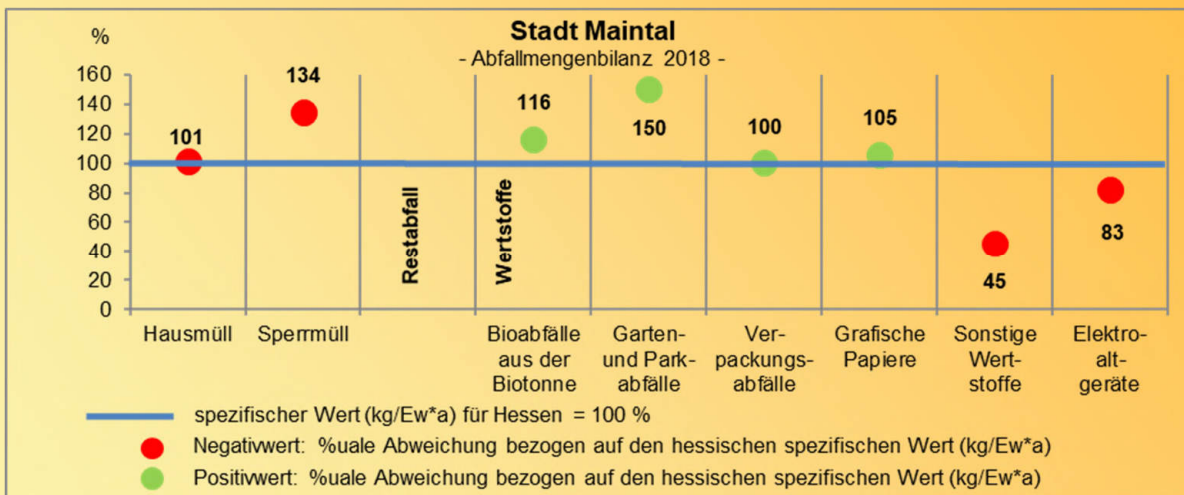 Stadt Maintal
- Abfallmengenbilanz 2018 -
%
160
140
120
100
80
60
40
20
0
101
134
116
150
100
105
45
83
Restabfall
Wertstoffe
Hausmüll
Sperrmüll
Bioabfälle
aus der
Biotonne
Garten-
und Park-
abfälle
Ver-
packungs-
abfälle
Grafische
Papiere
Sonstige
Wert-
stoffe
Elektro-
alt-
geräte
spezifischer Wert (kg/Ew*a) für Hessen = 100 %
Negativwert: %uale Abweichung bezogen auf den hessischen spezifischen Wert (kg/Ew*a)
Positivwert: %uale Abweichung bezogen auf den hessischen spezifischen Wert (kg/Ew*a)